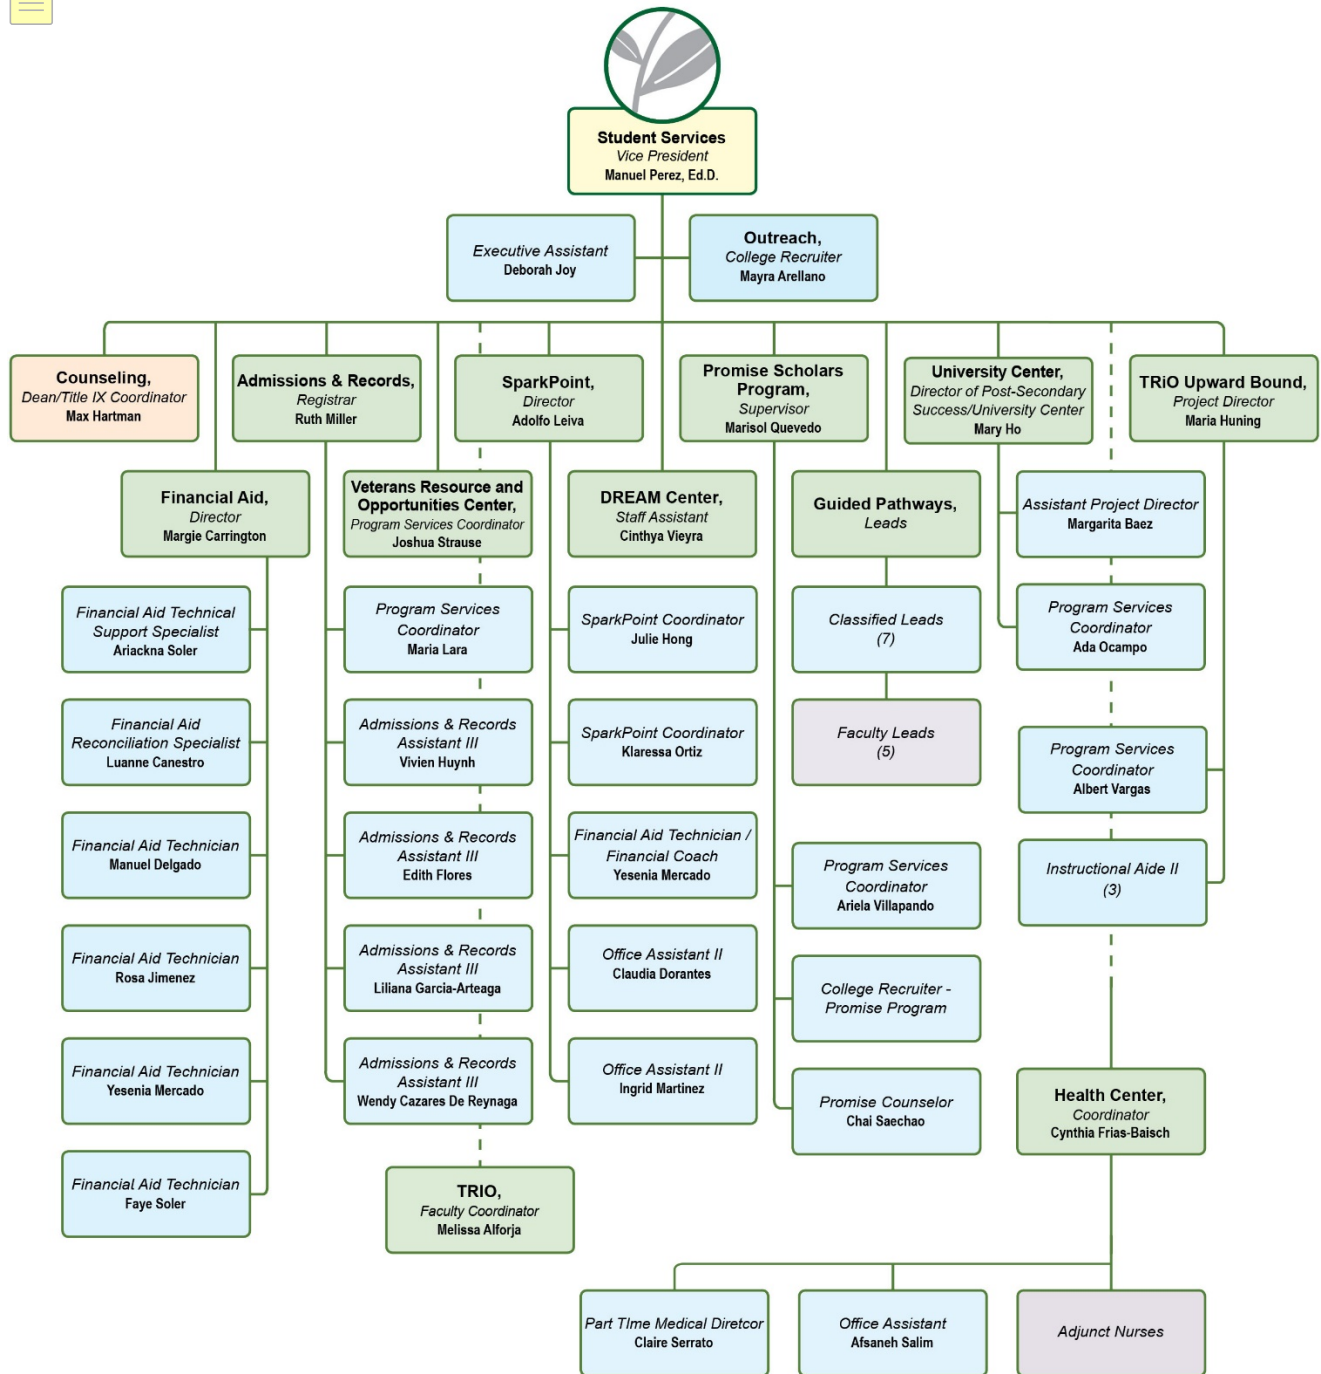 Student Services
Vice President
Manuel Perez, Ed.D.
Executive Assistant
Deborah Joy
Outreach,
College Recruiter
Mayra Arellano
Counseling,
Dean/Title IX Coordinator
Max Hartman
Admissions & Records,
Registrar
Ruth Miller
SparkPoint,
Director
Adolfo Leiva
Promise Scholars
Program,
Supervisor
Marisol Quevedo
University Center,
Director of Post-Secondary
Success/University Center
Mary Ho
TRiO Upward Bound,
Project Director
Maria Huning
Financial Aid,
Director
Margie Carrington
Veterans Resource and
Opportunities Center,
Program Services Coordinator
Joshua Strause
DREAM Center,
Staff Assistant
Cinthya Vieyra
Guided Pathways,
Leads
Assistant Project Director
Margarita Baez
Financial Aid Technical
Support Specialist
Ariackna Soler
Program Services
Coordinator
Maria Lara
SparkPoint Coordinator
Julie Hong
Classified Leads
(7)
Program Services
Coordinator
Ada Ocampo
Financial Aid
Reconciliation Specialist
Luanne Canestro
Admissions & Records
Assistant III
Vivien Huynh
SparkPoint Coordinator
Klaressa Ortiz
Faculty Leads
(5)
Program Services
Coordinator
Albert Vargas
Financial Aid Technician
Manuel Delgado
Admissions & Records
Assistant III
Edith Flores
Financial Aid Technician /
Financial Coach
Yesenia Mercado
Program Services
Coordinator
Ariela Villapando
Instructional Aide II
(3)
Financial Aid Technician
Rosa Jimenez
Admissions & Records
Assistant III
Liliana Garcia-Arteaga
Office Assistant II
Claudia Dorantes
College Recruiter -
Promise Program
Financial Aid Technician
Yesenia Mercado
Admissions & Records
Assistant III
Wendy Cazares De Reynaga
Office Assistant II
Ingrid Martinez
Promise Counselor
Chai Saechao
Health Center,
Coordinator
Cynthia Frias-Baisch
Financial Aid Technician
Faye Soler
TRIO,
Faculty Coordinator
Melissa Alforja
Part TIme Medical Diretcor
Claire Serrato
Office Assistant
Afsaneh Salim
Adjunct Nurses